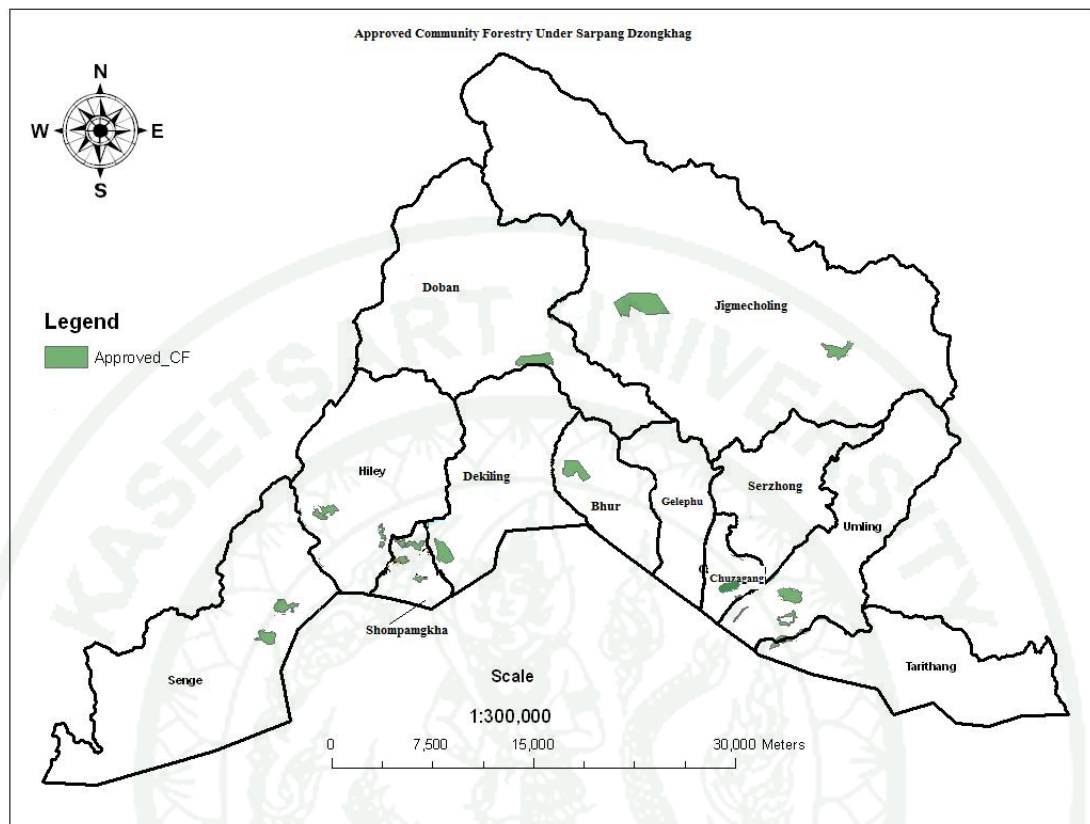 Approved Community Forestry Under Sarpang Dzongkhag
N
W E
S
Doban
Jigmecholing
Legend
Approved_CF
Hiley
Dekiling
Serzhong
Bhur
Gelephu
Umling
Chuzagang
Shompamgkha
Senge
Tarithang
Scale
1:300,000
0 7,500 15,000 30,000 Meters
KASETSART UNIVERSITY